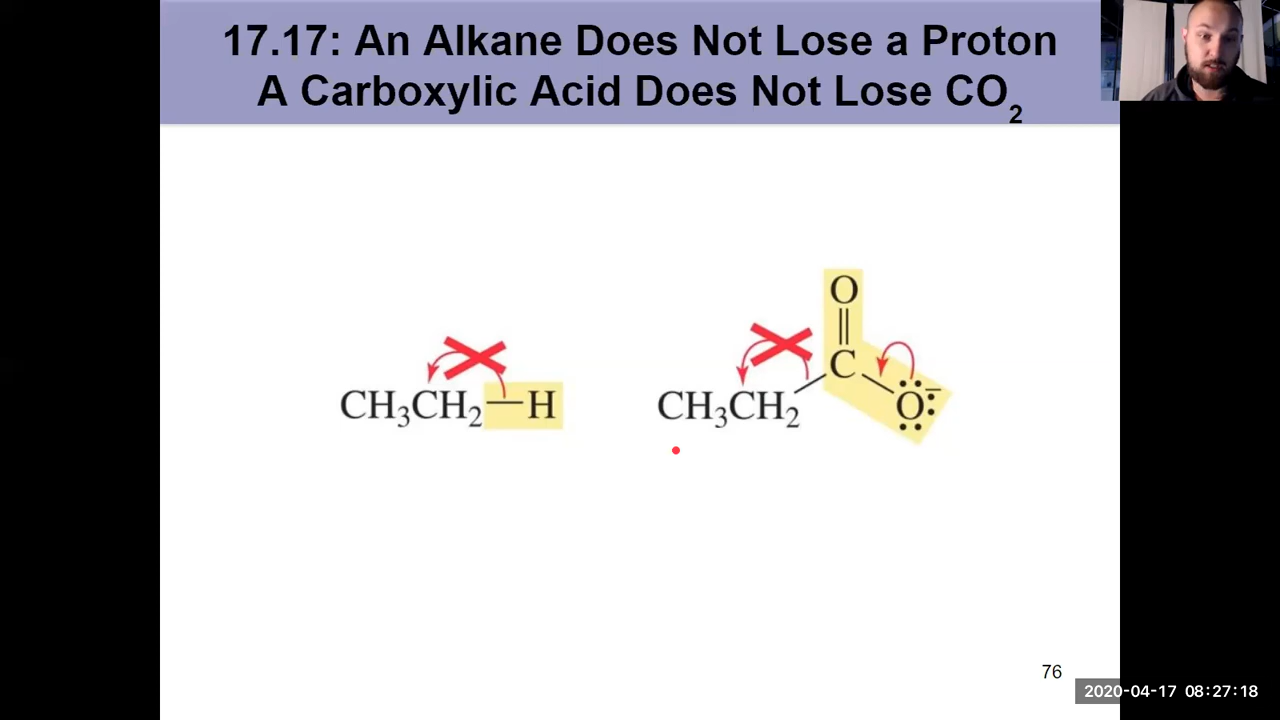 17.17: An Alkane Does Not Lose a Proton
A Carboxylic Acid Does Not Lose CO₂
O
C
CH₃CH₂—H
CH₃CH₂
O⁻
76
2020-04-17 08:27:18